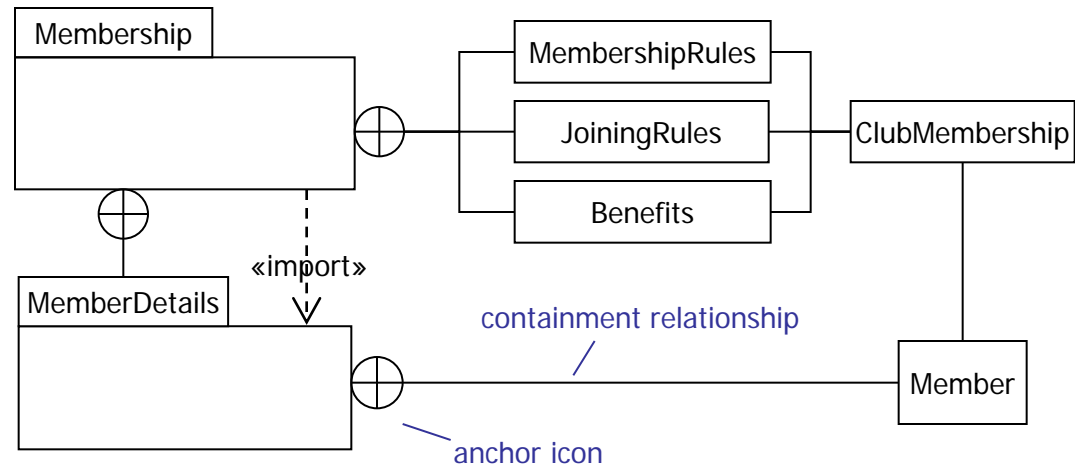 Membership
MembershipRules
JoiningRules
ClubMembership
Benefits
«import»
MemberDetails
containment relationship
Member
anchor icon